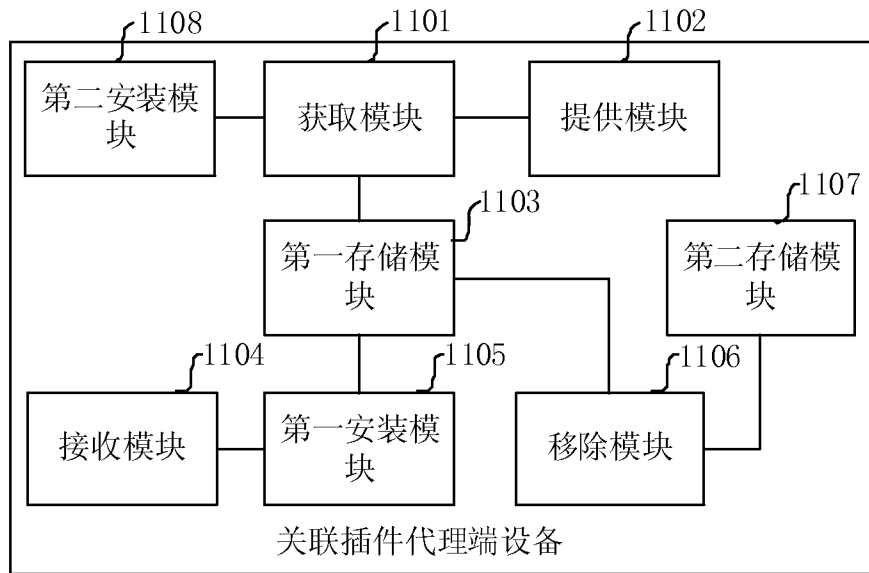 1108
1101
1102
第二安装模
块
获取模块
提供模块
1103
1107
第一存储模
块
第二存储模
块
1104
1105
1106
接收模块
第一安装模
块
移除模块
关联插件代理端设备